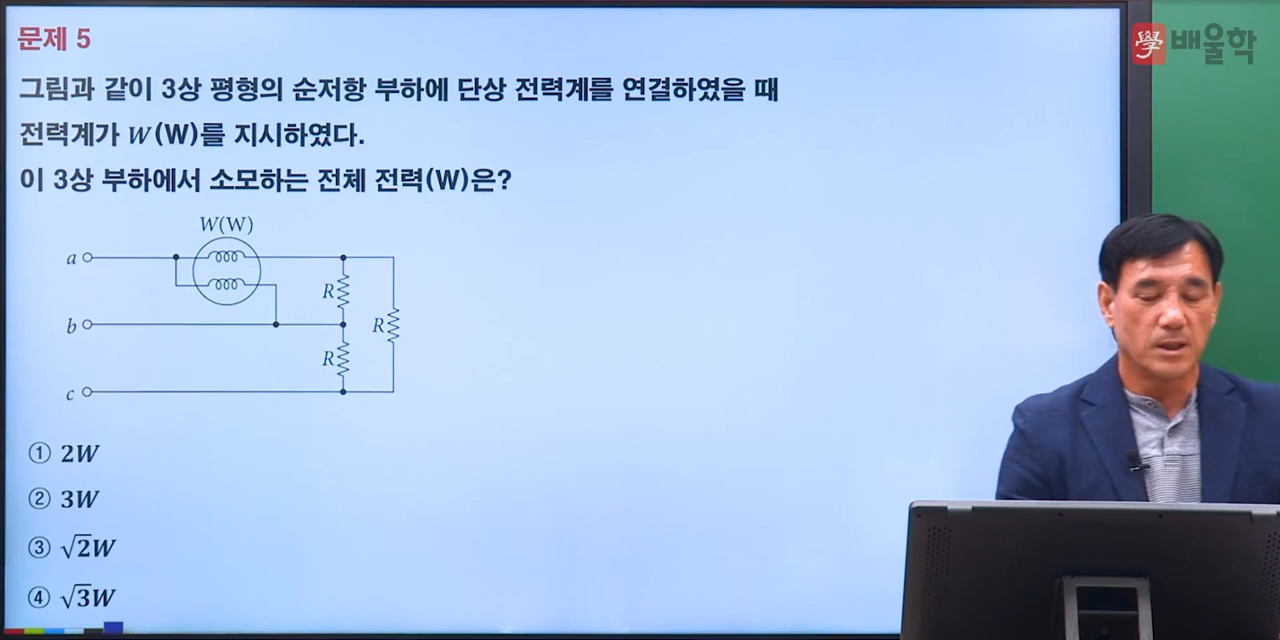 문제 5
學 배울학
그림과 같이 3상 평형의 순저항 부하에 단상 전력계를 연결하였을 때
전력계가 W(W)를 지시하였다.
이 3상 부하에서 소모하는 전체 전력(W)은?
W(W)
a
R
b
R
R
c
① 2W
② 3W
③ √2W
④ √3W